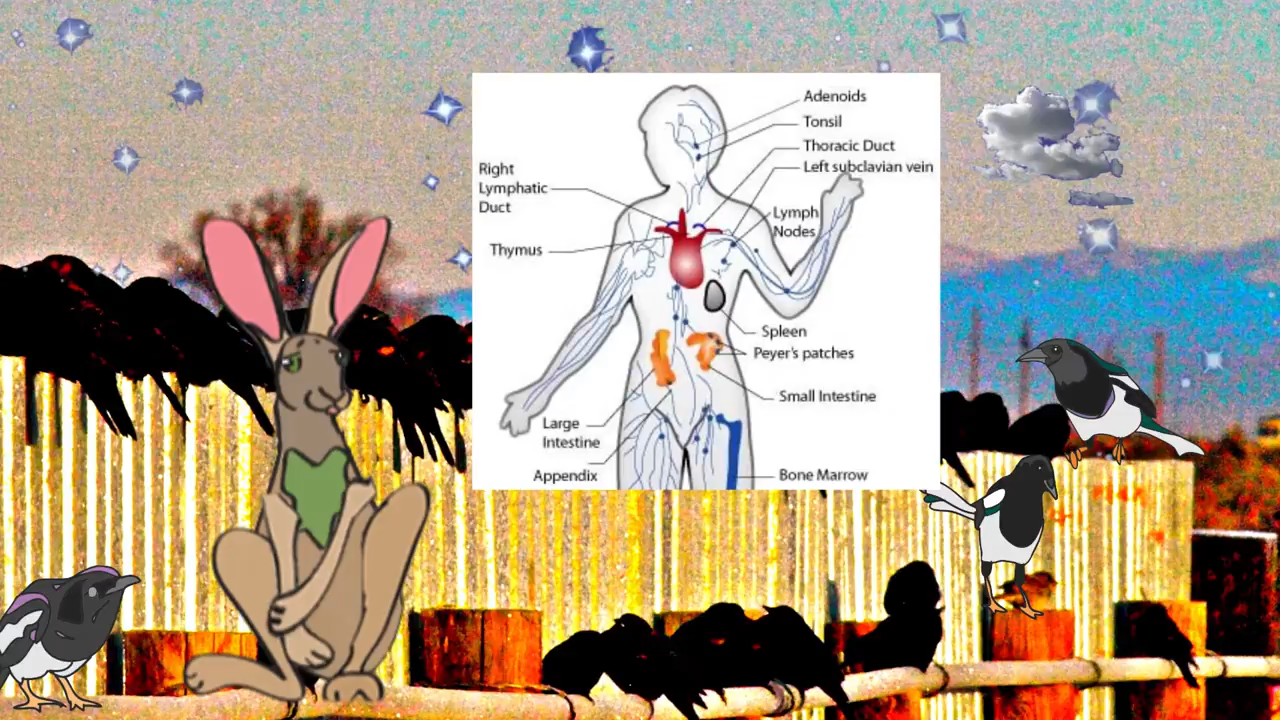 Adenoids
Tonsil
Thoracic Duct
Left subclavian vein
Right
Lymphatic
Duct
Lymph
Nodes
Thymus
Spleen
Peyer's patches
Small Intestine
Large
Intestine
Appendix
Bone Marrow